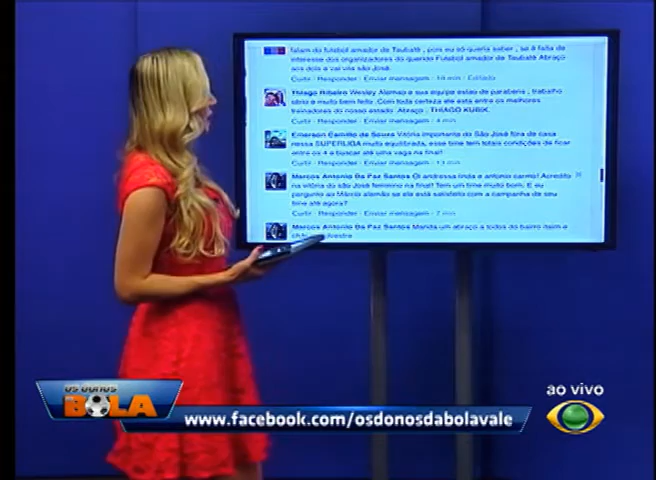 falam do futebol amador de Taubaté , pois eu só queria saber , se é falta de
interesse dos organizadores do querido Futebol amador de Taubaté Abraço
aos dois e vai vôs são José.
Curtir · Responder · Enviar mensagem · 18 min · Editado
Thiago Ribeiro Wesley Alemao e sua equipe estao de parabens , trabalho
sério e muito bem feito. Com toda certeza ele esta entre os melhores
treinadores do nosso estado. Abraço , THIAGO KUBIK.
Curtir · Responder · Enviar mensagem · 4 min
Emerson Camillo de Souza Vitória importante do São José fora de casa
nessa SUPERLIGA muito equilibrada, esse time tem totais condições de ficar
entre os 4 e buscar até uma vaga na final!
Curtir · Responder · Enviar mensagem · 13 min
Marcos Antonio Da Paz Santos Oi andressa linda e antonio carmo! Acredito
na vitória do são José feminino na final! Tem um time muito bom. E eu
pergunto ao Márcia alemão se ela está satisfeito com a campanha de seu
time até agora?
Curtir · Responder · Enviar mensagem · 7 min
Marcos Antonio Da Paz Santos Manda um abraço a todos do bairro
OS DONOS
DA
BOLA
www.facebook.com/osdonosdabolavale
AO VIVO